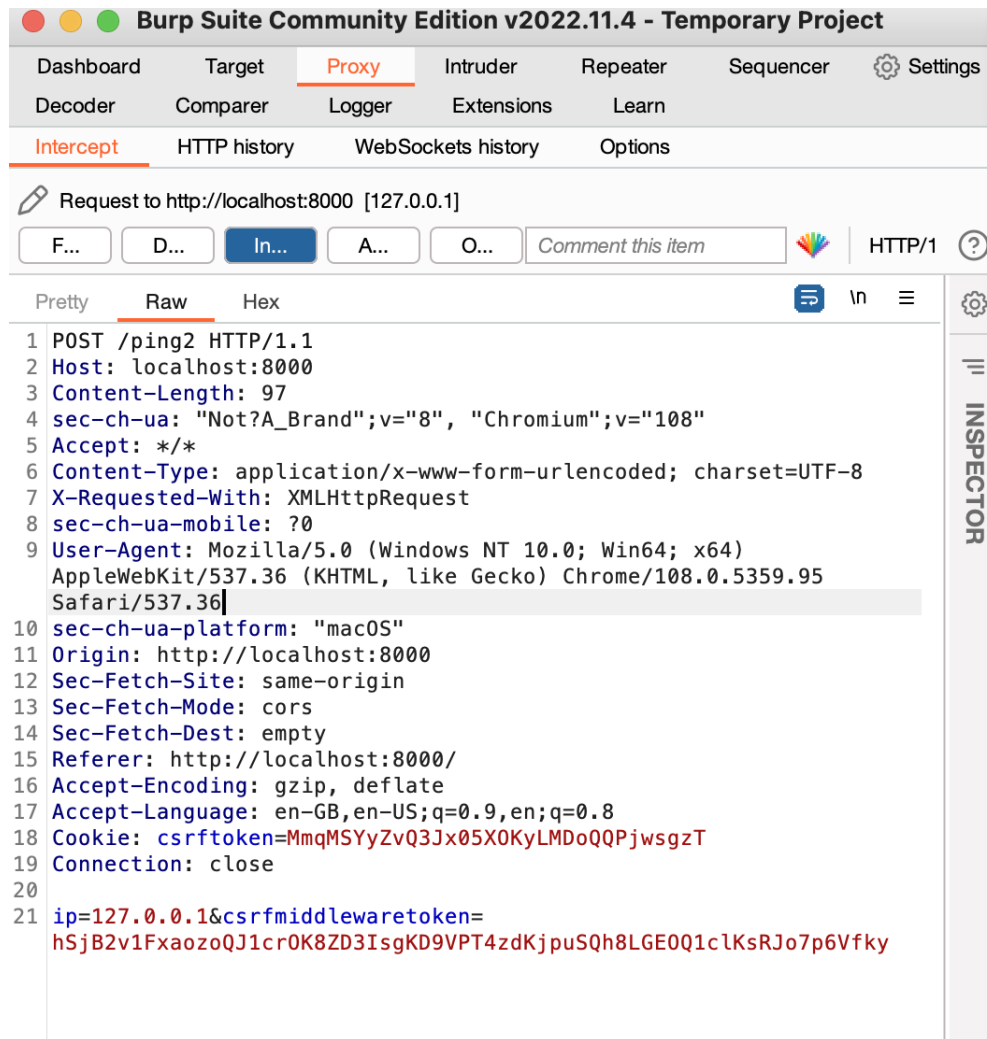 Burp Suite Community Edition v2022.11.4 - Temporary Project
Dashboard Target Proxy Intruder Repeater Sequencer Settings
Decoder Comparer Logger Extensions Learn
Intercept HTTP history WebSockets history Options
Request to http://localhost:8000 [127.0.0.1]
F... D... In... A... O... Comment this item HTTP/1 ?
Pretty Raw Hex \n
1 POST /ping2 HTTP/1.1
2 Host: localhost:8000
3 Content-Length: 97
4 sec-ch-ua: "Not?A_Brand";v="8", "Chromium";v="108"
5 Accept: */*
6 Content-Type: application/x-www-form-urlencoded; charset=UTF-8
7 X-Requested-With: XMLHttpRequest
8 sec-ch-ua-mobile: ?0
9 User-Agent: Mozilla/5.0 (Windows NT 10.0; Win64; x64)
AppleWebKit/537.36 (KHTML, like Gecko) Chrome/108.0.5359.95
Safari/537.36
10 sec-ch-ua-platform: "macOS"
11 Origin: http://localhost:8000
12 Sec-Fetch-Site: same-origin
13 Sec-Fetch-Mode: cors
14 Sec-Fetch-Dest: empty
15 Referer: http://localhost:8000/
16 Accept-Encoding: gzip, deflate
17 Accept-Language: en-GB,en-US;q=0.9,en;q=0.8
18 Cookie: csrftoken=MmqMSYyZvQ3Jx05XOKyLMDoQQPjwsgzT
19 Connection: close
20
21 ip=127.0.0.1&csrfmiddlewaretoken=
hSjB2v1FxaozoQJ1crOK8ZD3IsgKD9VPT4zdKjpuSQh8LGEOQ1clKsRJo7p6Vfky
INSPECTOR